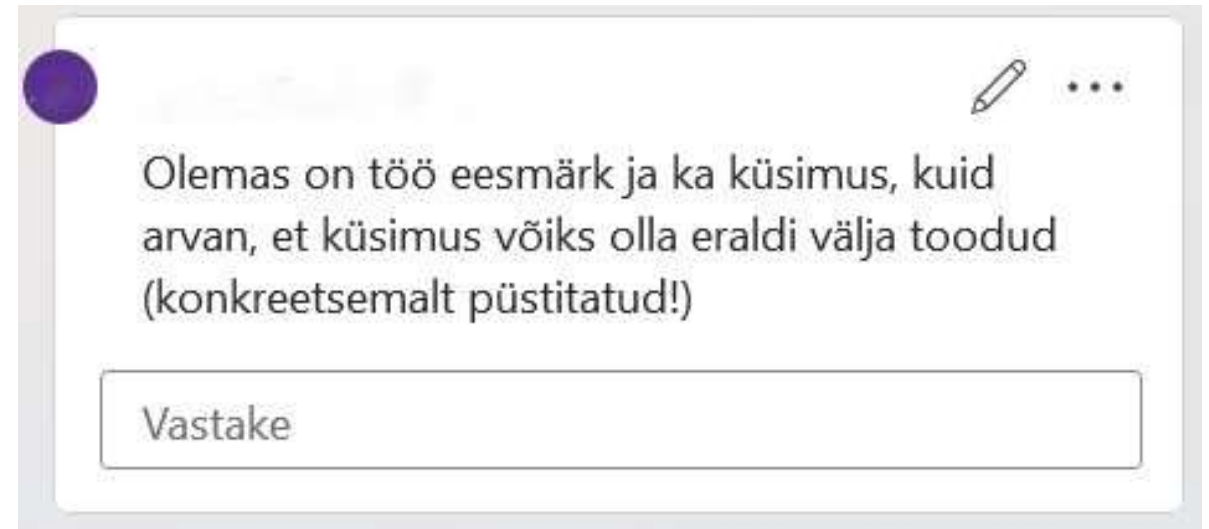 Olemas on töö eesmärk ja ka küsimus, kuid
arvan, et küsimus võiks olla eraldi välja toodud
(konkreetsemalt püstitatud!)
Vastake